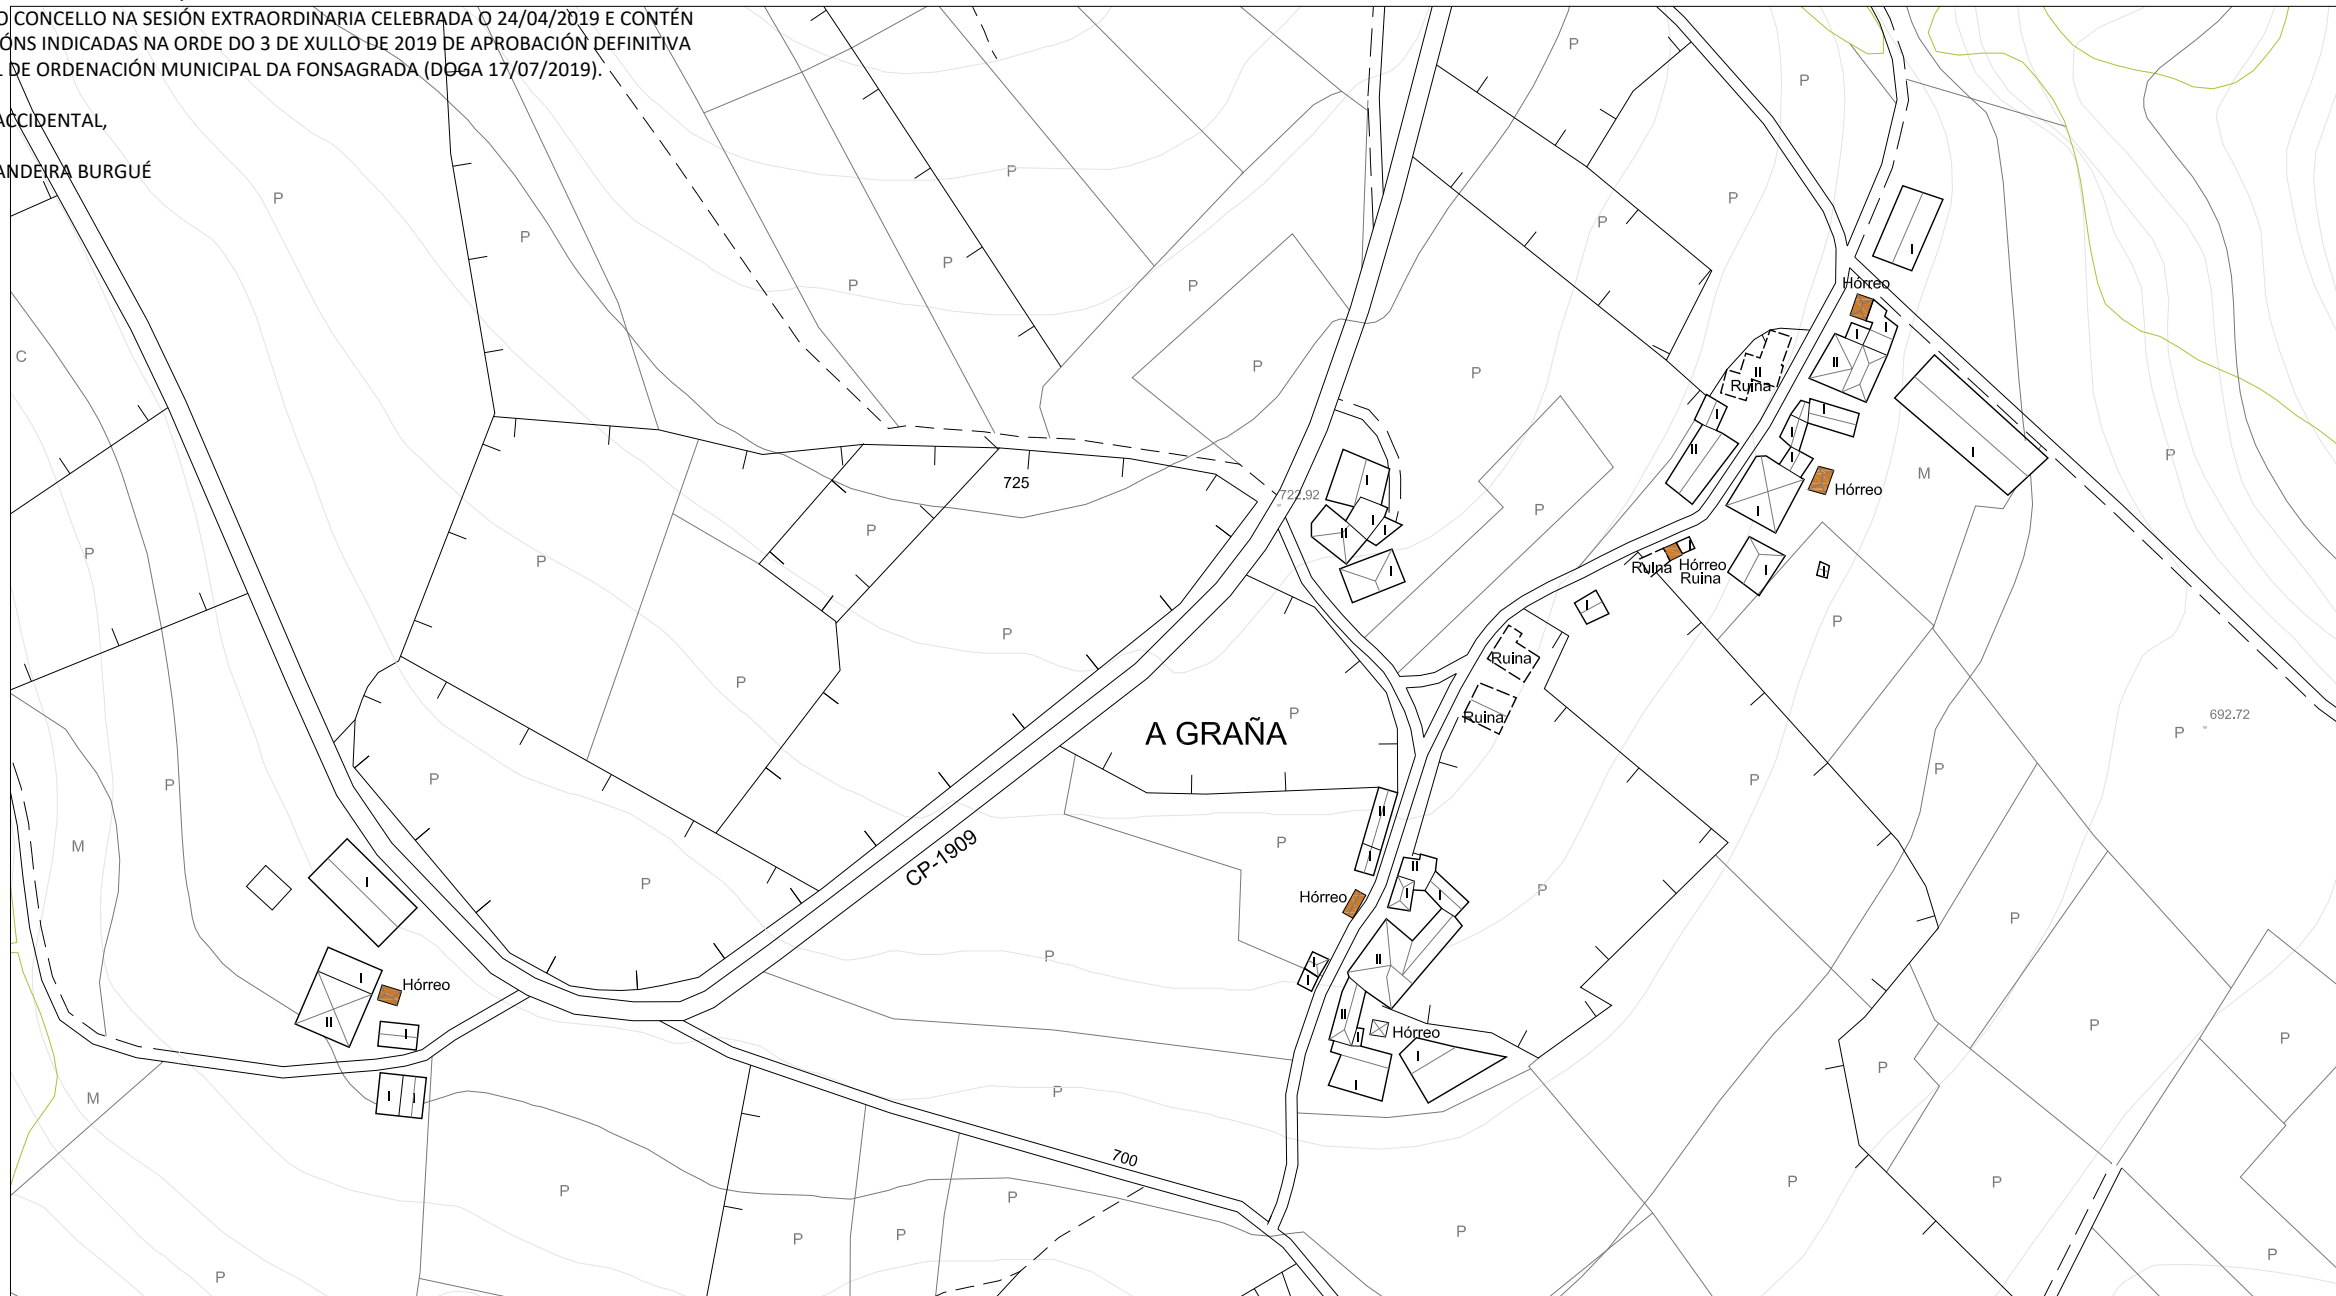 O CONCELLO NA SESIÓN EXTRAORDINARIA CELEBRADA O 24/04/2019 E CONTÉN
ÓNS INDICADAS NA ORDE DO 3 DE XULLO DE 2019 DE APROBACIÓN DEFINITIVA
L DE ORDENACIÓN MUNICIPAL DA FONSAGRADA (DOGA 17/07/2019).
ACCIDENTAL,
ANDEIRA BURGUÉ
Hórreo
Ruina
725
722.92
Hórreo
Ruina
Hórreo
Ruina
Ruina
Ruina
692.72
A GRAÑA
CP-1909
Hórreo
Hórreo
Hórreo
700